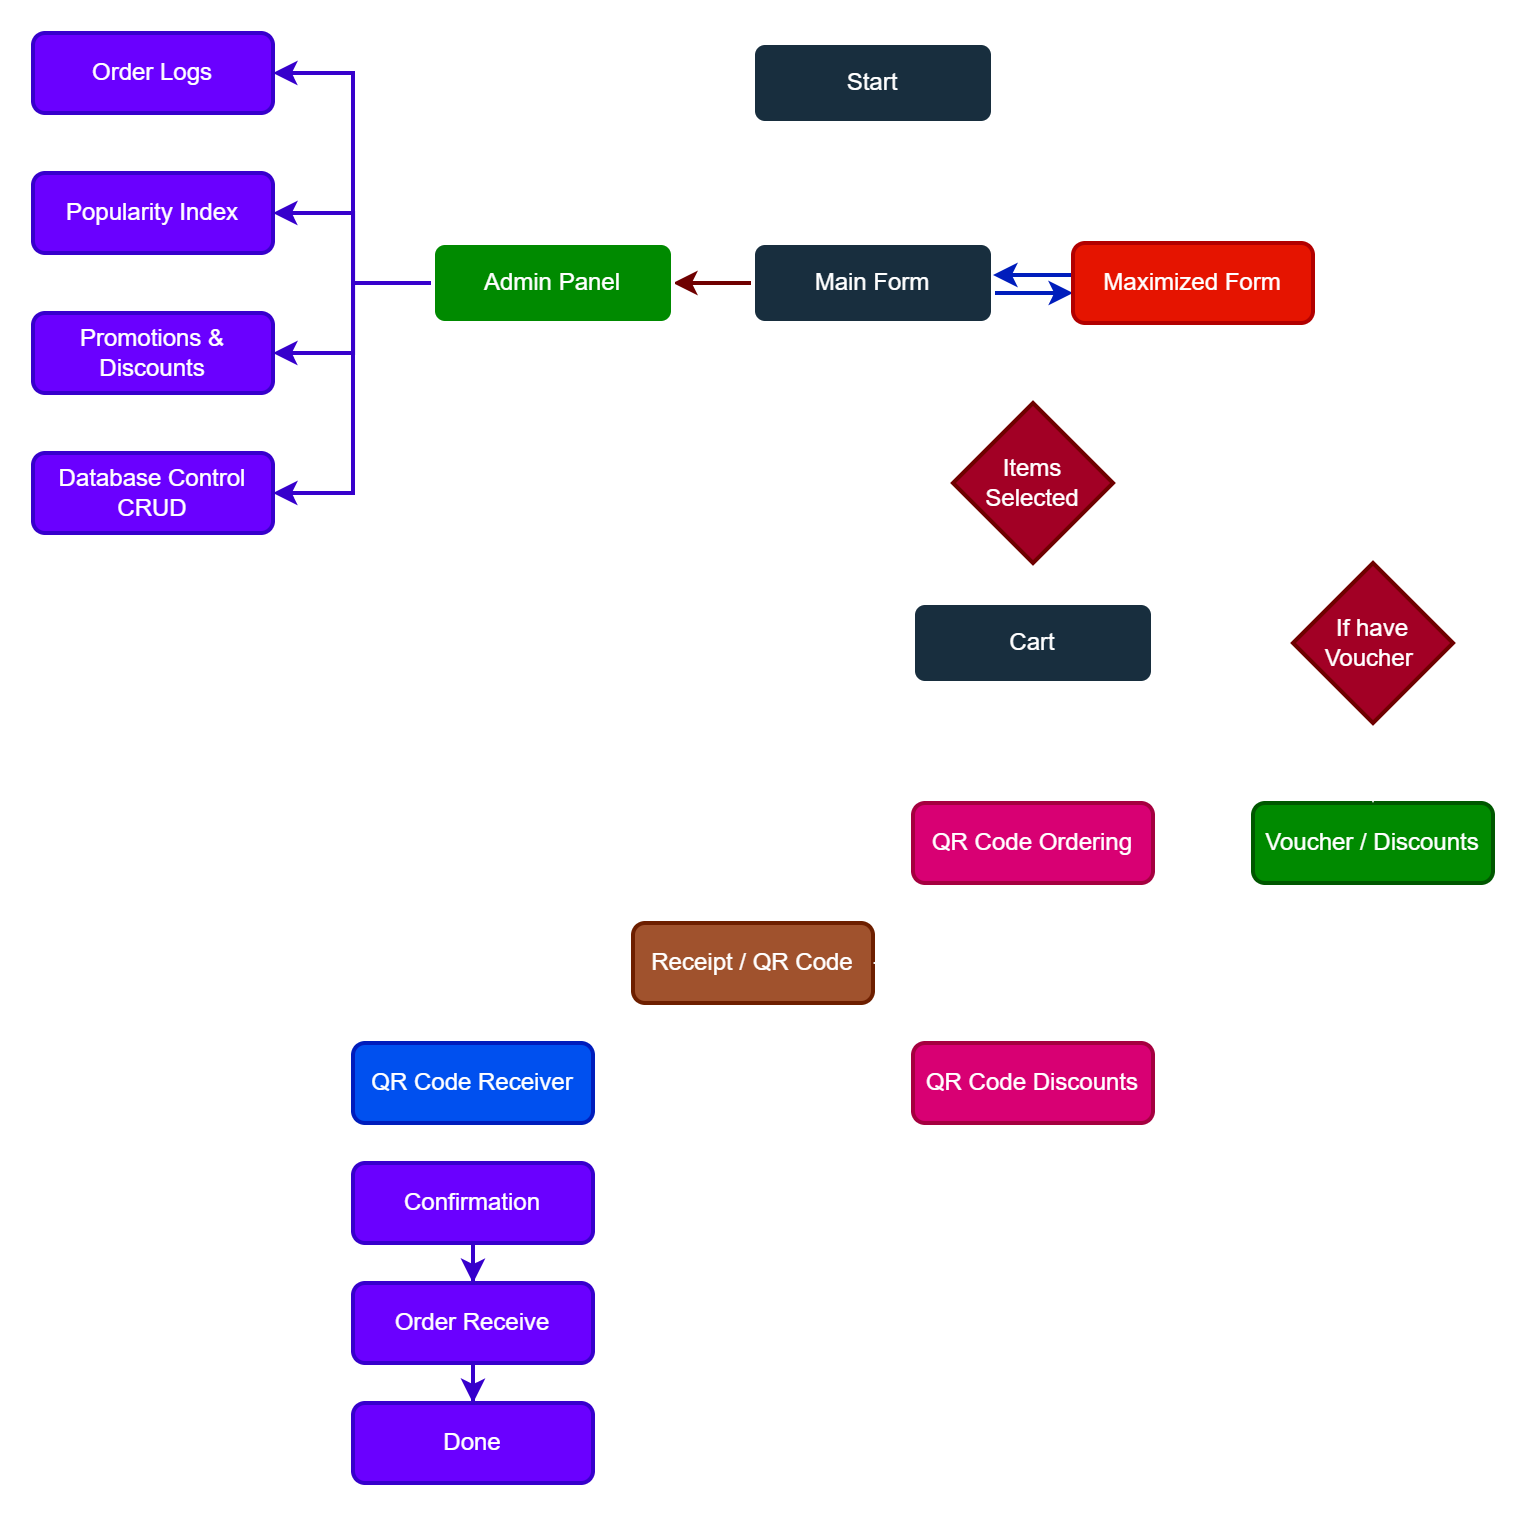 Order Logs
Start
Popularity Index
Admin Panel
Main Form
Maximized Form
Promotions &
Discounts
Database Control
CRUD
Items
Selected
Cart
If have
Voucher
QR Code Ordering
Voucher / Discounts
Receipt / QR Code
QR Code Receiver
QR Code Discounts
Confirmation
Order Receive
Done